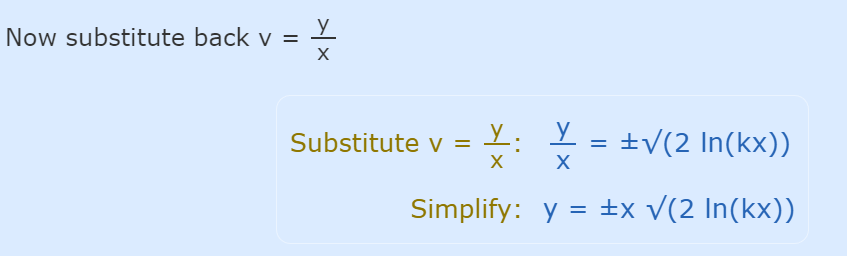 Now substitute back v = y/x
Substitute v = y/x: y/x = ±√(2 ln(kx))
Simplify: y = ±x √(2 ln(kx))